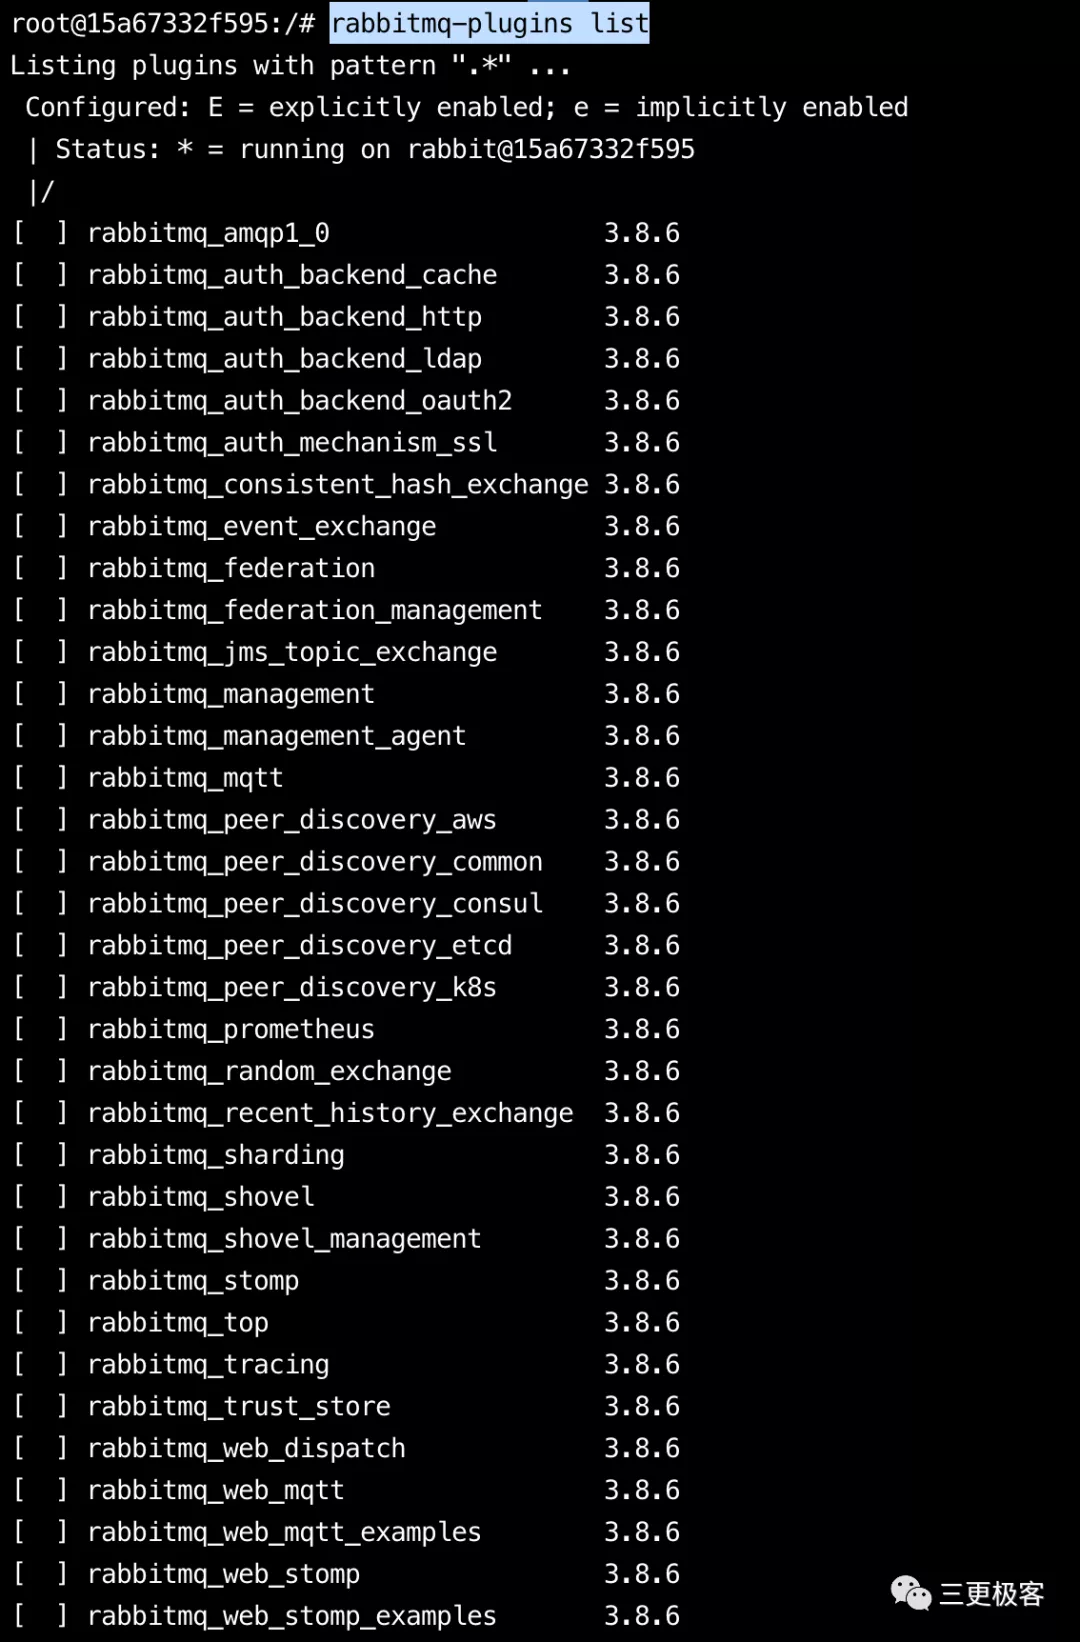 root@15a67332f595:/# rabbitmq-plugins list
Listing plugins with pattern ".*" ...
 Configured: E = explicitly enabled; e = implicitly enabled
 | Status: * = running on rabbit@15a67332f595
 |/
[  ] rabbitmq_amqp1_0                  3.8.6
[  ] rabbitmq_auth_backend_cache       3.8.6
[  ] rabbitmq_auth_backend_http        3.8.6
[  ] rabbitmq_auth_backend_ldap        3.8.6
[  ] rabbitmq_auth_backend_oauth2      3.8.6
[  ] rabbitmq_auth_mechanism_ssl       3.8.6
[  ] rabbitmq_consistent_hash_exchange 3.8.6
[  ] rabbitmq_event_exchange           3.8.6
[  ] rabbitmq_federation               3.8.6
[  ] rabbitmq_federation_management    3.8.6
[  ] rabbitmq_jms_topic_exchange       3.8.6
[  ] rabbitmq_management               3.8.6
[  ] rabbitmq_management_agent         3.8.6
[  ] rabbitmq_mqtt                     3.8.6
[  ] rabbitmq_peer_discovery_aws       3.8.6
[  ] rabbitmq_peer_discovery_common    3.8.6
[  ] rabbitmq_peer_discovery_consul    3.8.6
[  ] rabbitmq_peer_discovery_etcd      3.8.6
[  ] rabbitmq_peer_discovery_k8s       3.8.6
[  ] rabbitmq_prometheus               3.8.6
[  ] rabbitmq_random_exchange          3.8.6
[  ] rabbitmq_recent_history_exchange  3.8.6
[  ] rabbitmq_sharding                 3.8.6
[  ] rabbitmq_shovel                   3.8.6
[  ] rabbitmq_shovel_management        3.8.6
[  ] rabbitmq_stomp                    3.8.6
[  ] rabbitmq_top                      3.8.6
[  ] rabbitmq_tracing                  3.8.6
[  ] rabbitmq_trust_store              3.8.6
[  ] rabbitmq_web_dispatch             3.8.6
[  ] rabbitmq_web_mqtt                 3.8.6
[  ] rabbitmq_web_mqtt_examples        3.8.6
[  ] rabbitmq_web_stomp                3.8.6
[  ] rabbitmq_web_stomp_examples       3.8.6
三更极客